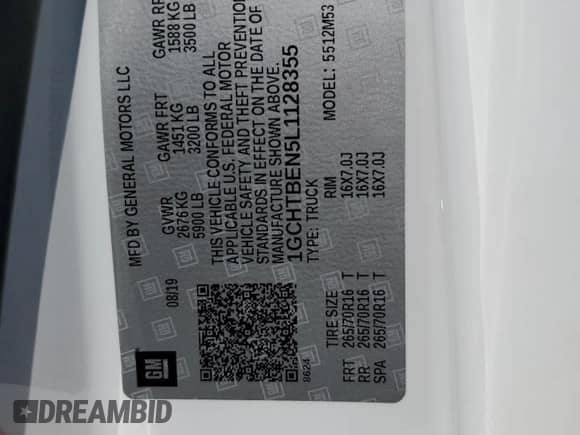 MFD BY GENERAL MOTORS LLC
08/19
GVWR
2676 KG
5900 LB
GAWR FRT
1451 KG
3200 LB
GAWR RR
1588 KG
3500 LB
THIS VEHICLE CONFORMS TO ALL
APPLICABLE U.S. FEDERAL MOTOR
VEHICLE SAFETY AND THEFT PREVENTION
STANDARDS IN EFFECT ON THE DATE OF
MANUFACTURE SHOWN ABOVE.
1GCHTBEN5L1128355
TYPE: TRUCK
MODEL: 5512M53
8624
GM
TIRE SIZE RIM
FRT 265/70R16 T 16X7.0J
RR 265/70R16 T 16X7.0J
SPA 265/70R16 T 16X7.0J
DREAMBID